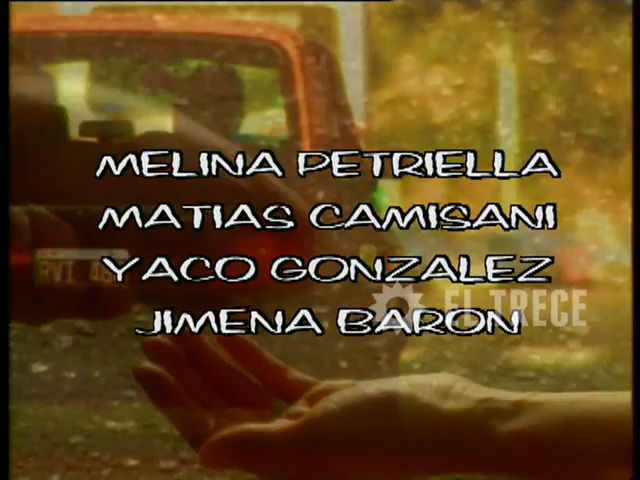 MELINA PETRIELLA
MATIAS CAMISANI
YACO GONZALEZ
JIMENA BARON
EL TRECE